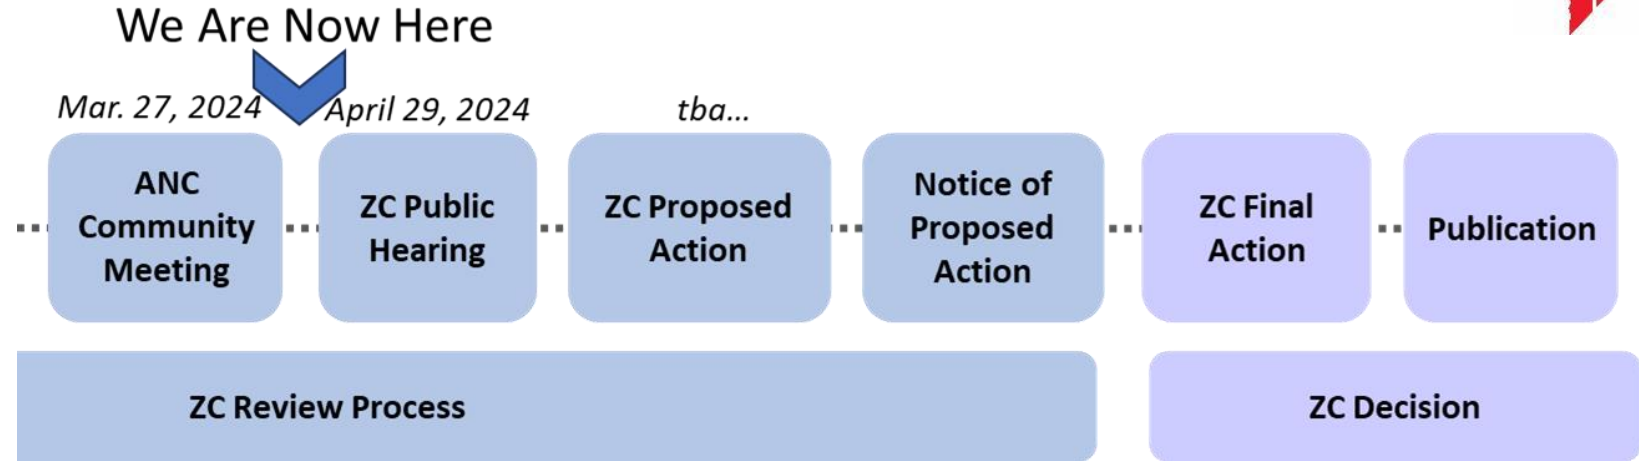 We Are Now Here
Mar. 27, 2024
April 29, 2024
tba...
ANC
Community
Meeting
ZC Public
Hearing
ZC Proposed
Action
Notice of
Proposed
Action
ZC Final
Action
Publication
ZC Review Process
ZC Decision